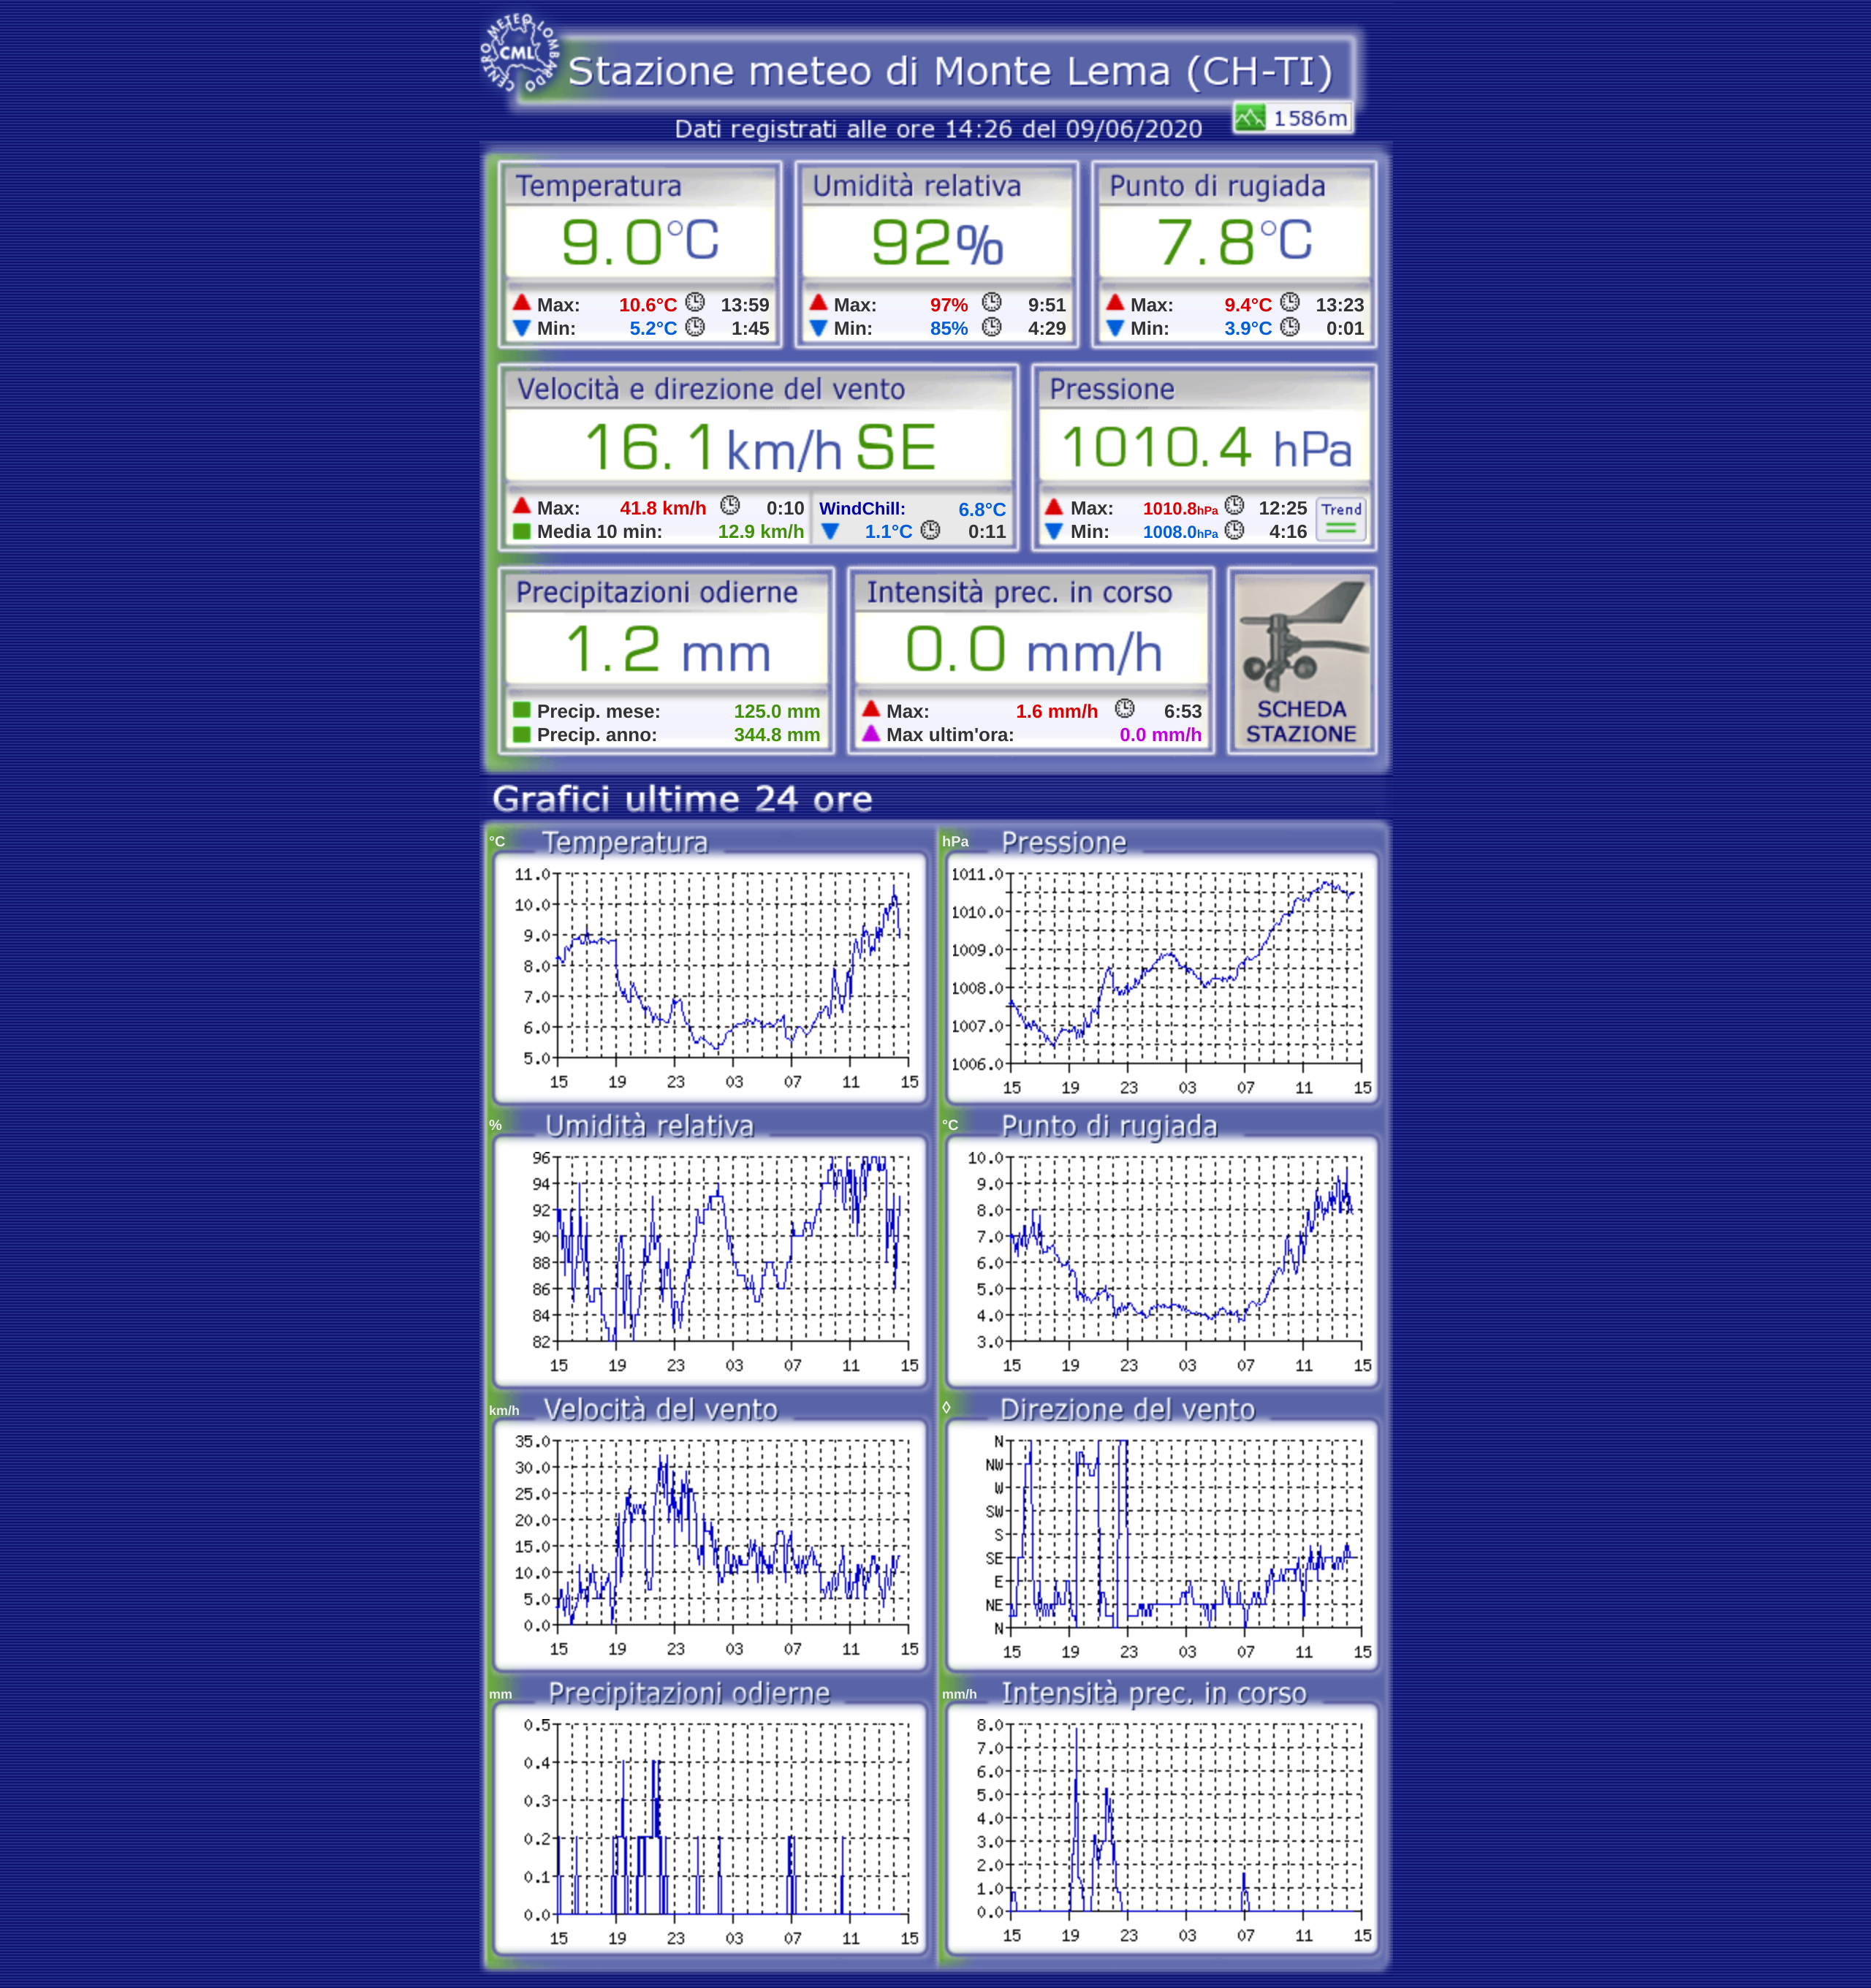 CENTRO METEO LOMBARDO
CML
Stazione meteo di Monte Lema (CH-TI)
1586m
Dati registrati alle ore 14:26 del 09/06/2020
Temperatura
9.0°C
Max: 10.6°C 13:59
Min: 5.2°C 1:45
Umidità relativa
92%
Max: 97% 9:51
Min: 85% 4:29
Punto di rugiada
7.8°C
Max: 9.4°C 13:23
Min: 3.9°C 0:01
Velocità e direzione del vento
16.1 km/h SE
Max: 41.8 km/h 0:10
Media 10 min: 12.9 km/h
WindChill: 6.8°C
1.1°C 0:11
Pressione
1010.4 hPa
Max: 1010.8hPa 12:25
Min: 1008.0hPa 4:16
Trend
Precipitazioni odierne
1.2 mm
Precip. mese: 125.0 mm
Precip. anno: 344.8 mm
Intensità prec. in corso
0.0 mm/h
Max: 1.6 mm/h 6:53
Max ultim'ora: 0.0 mm/h
SCHEDA
STAZIONE
Grafici ultime 24 ore
°C Temperatura
11.0
10.0
9.0
8.0
7.0
6.0
5.0
15 19 23 03 07 11 15
hPa Pressione
1011.0
1010.0
1009.0
1008.0
1007.0
1006.0
15 19 23 03 07 11 15
% Umidità relativa
96
94
92
90
88
86
84
82
15 19 23 03 07 11 15
°C Punto di rugiada
10.0
9.0
8.0
7.0
6.0
5.0
4.0
3.0
15 19 23 03 07 11 15
km/h Velocità del vento
35.0
30.0
25.0
20.0
15.0
10.0
5.0
0.0
15 19 23 03 07 11 15
◊ Direzione del vento
N
NW
W
SW
S
SE
E
NE
N
15 19 23 03 07 11 15
mm Precipitazioni odierne
0.5
0.4
0.3
0.2
0.1
0.0
15 19 23 03 07 11 15
mm/h Intensità prec. in corso
8.0
7.0
6.0
5.0
4.0
3.0
2.0
1.0
0.0
15 19 23 03 07 11 15